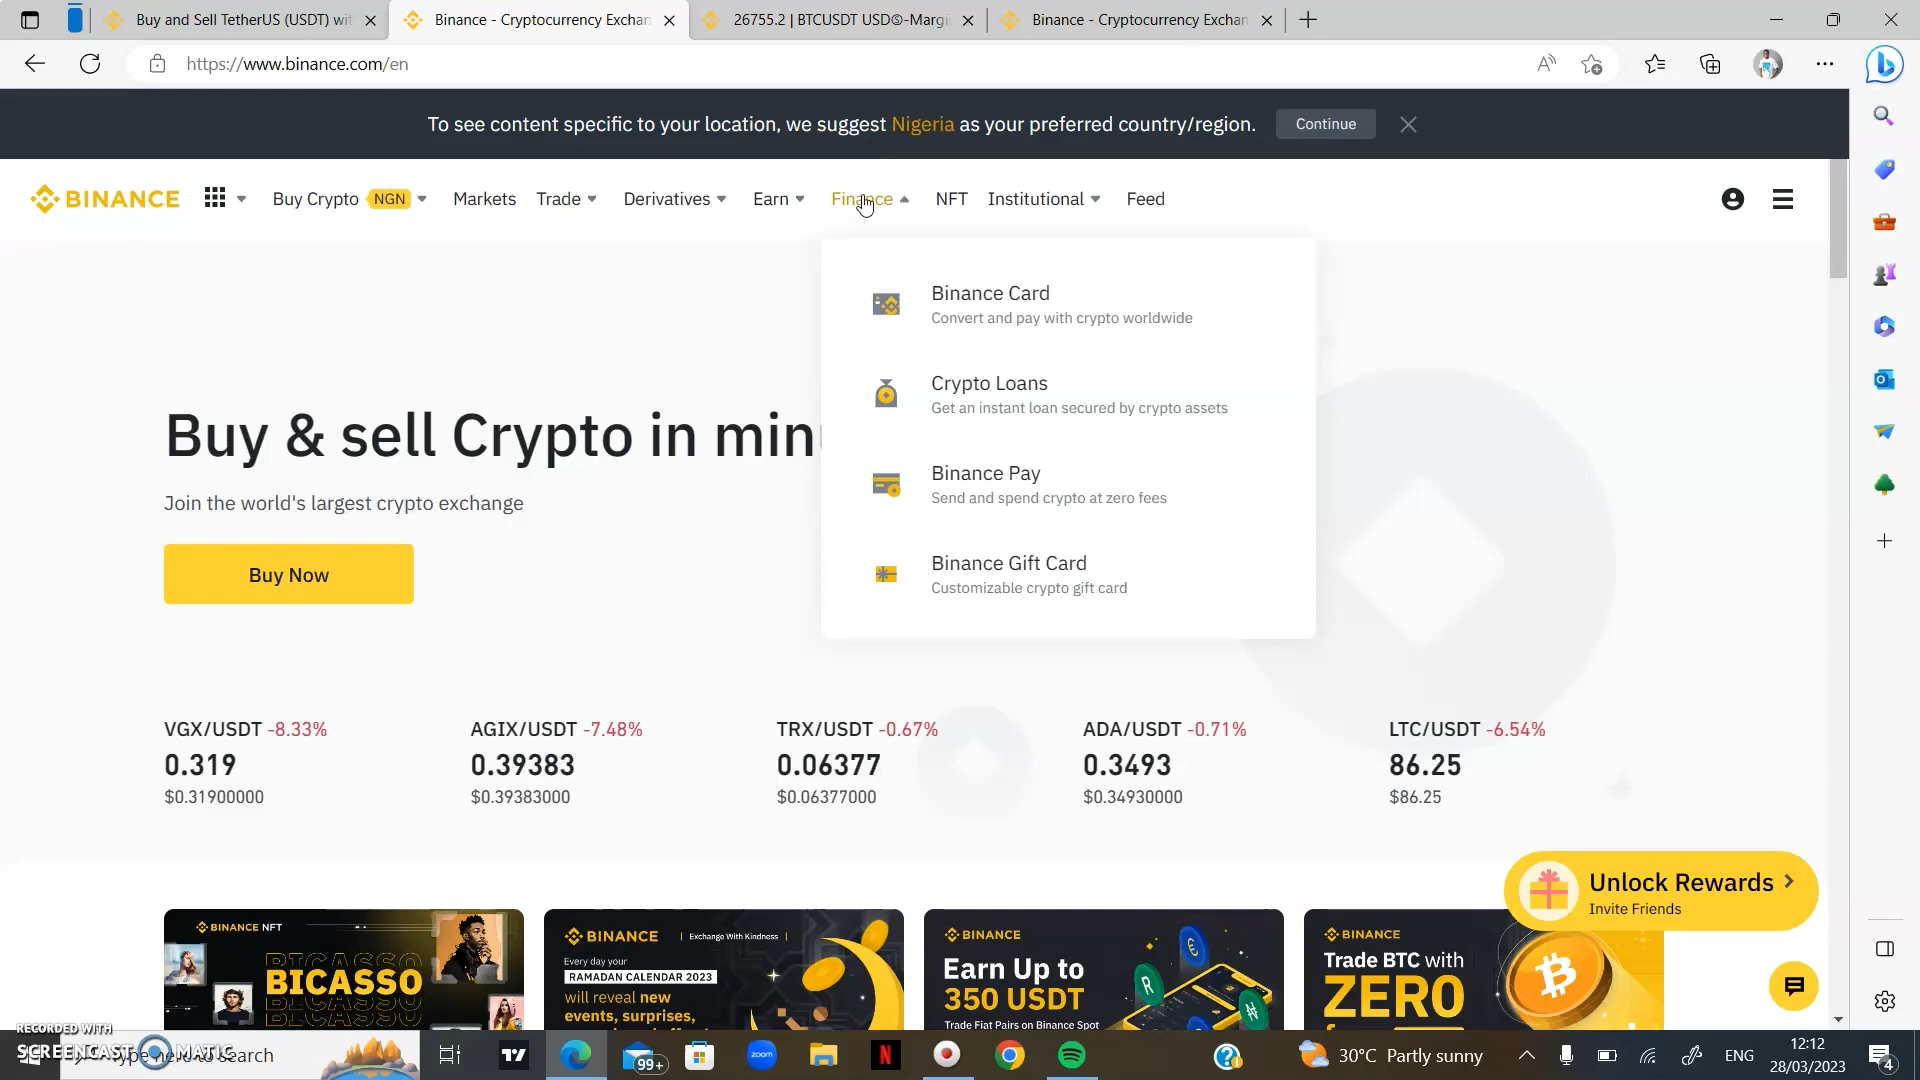 Buy and Sell TetherUS (USDT) wit
Binance - Cryptocurrency Exchan
26755.2 | BTCUSDT USDⓈ-Margi
Binance - Cryptocurrency Exchan
https://www.binance.com/en
To see content specific to your location, we suggest Nigeria as your preferred country/region.
Continue
BINANCE
Buy Crypto NGN
Markets
Trade
Derivatives
Earn
Finance
NFT
Institutional
Feed
Binance Card
Convert and pay with crypto worldwide
Crypto Loans
Get an instant loan secured by crypto assets
Binance Pay
Send and spend crypto at zero fees
Binance Gift Card
Customizable crypto gift card
Buy & sell Crypto in min
Join the world's largest crypto exchange
Buy Now
VGX/USDT -8.33%
0.319
$0.31900000
AGIX/USDT -7.48%
0.39383
$0.39383000
TRX/USDT -0.67%
0.06377
$0.06377000
ADA/USDT -0.71%
0.3493
$0.34930000
LTC/USDT -6.54%
86.25
$86.25
Unlock Rewards
Invite Friends
BINANCE NFT
BICASSO
BICASSO
BINANCE | Exchange With Kindness |
Every day your
RAMADAN CALENDAR 2023
will reveal new
events, surprises,
BINANCE
Earn Up to
350 USDT
Trade Fiat Pairs on Binance Spot
BINANCE
Trade BTC with
ZERO
RECORDED WITH
SCREENCAST MATIC
Type here to search
99+
zoom
N
30°C Partly sunny
ENG
12:12
28/03/2023
4